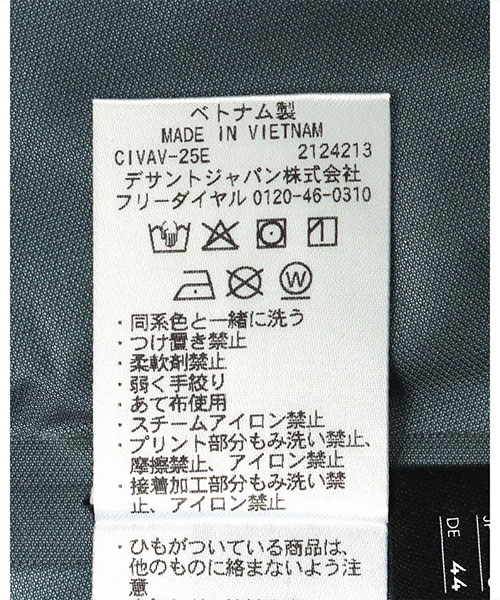 ベトナム製
MADE IN VIETNAM
CIVAV-25E 2124213
デサントジャパン株式会社
フリーダイヤル 0120-46-0310
W
・同系色と一緒に洗う
・つけ置き禁止
・柔軟剤禁止
・弱く手絞り
・あて布使用
・スチームアイロン禁止
・プリント部分もみ洗い禁止、
摩擦禁止、アイロン禁止
・接着加工部分もみ洗い禁
止、アイロン禁止
・ひもがついている商品は、
他のものに絡まないよう注
意
DE 44